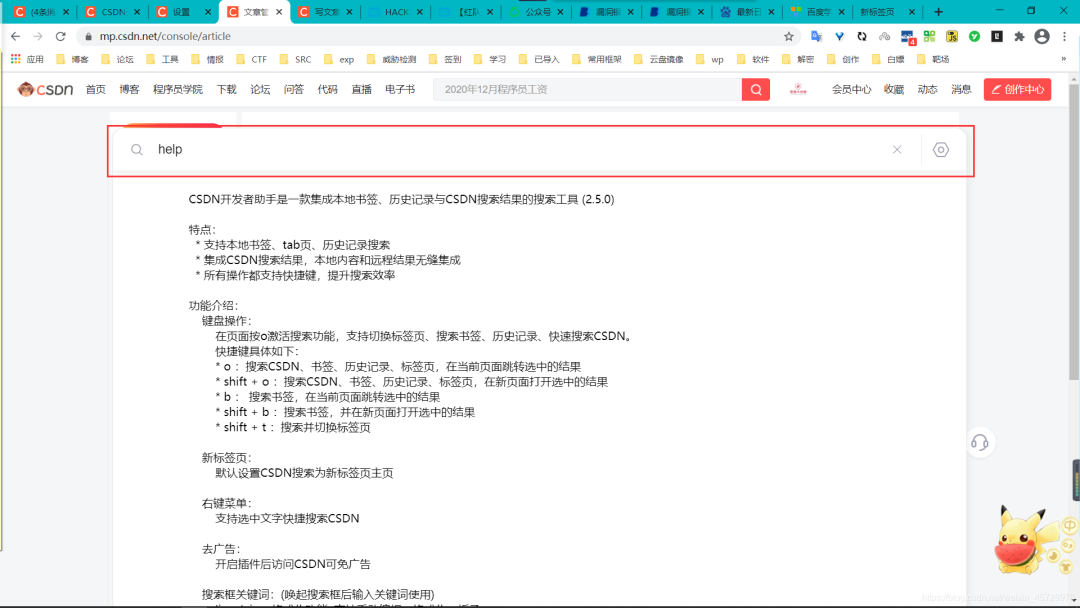 (4条消
CSDN
设置
文章管
写文章
HACK
【红队
公众号
漏洞
漏洞
最新日
百度学
新标签页
mp.csdn.net/console/article
4
应用
博客
论坛
工具
情报
CTF
SRC
exp
威胁检测
签到
学习
已导入
常用框架
云盘镜像
wp
软件
解密
创作
白嫖
靶场
»
CSDN
首页
博客
程序员学院
下载
论坛
问答
代码
直播
电子书
2020年12月程序员工资
会员中心
收藏
动态
消息
创作中心
help
CSDN开发者助手是一款集成本地书签、历史记录与CSDN搜索结果的搜索工具 (2.5.0)
特点：
* 支持本地书签、tab页、历史记录搜索
* 集成CSDN搜索结果，本地内容和远程结果无缝集成
* 所有操作都支持快捷键，提升搜索效率
功能介绍：
键盘操作：
在页面按o激活搜索功能，支持切换标签页、搜索书签、历史记录、快速搜索CSDN。
快捷键具体如下：
* o ：搜索CSDN、书签、历史记录、标签页，在当前页面跳转选中的结果
* shift + o ：搜索CSDN、书签、历史记录、标签页，在新页面打开选中的结果
* b ： 搜索书签，在当前页面跳转选中的结果
* shift + b ：搜索书签，并在新页面打开选中的结果
* shift + t ：搜索并切换标签页
新标签页：
默认设置CSDN搜索为新标签页主页
右键菜单：
支持选中文字快捷搜索CSDN
去广告：
开启插件后访问CSDN可免广告
搜索框关键词：(唤起搜索框后输入关键词使用)
中